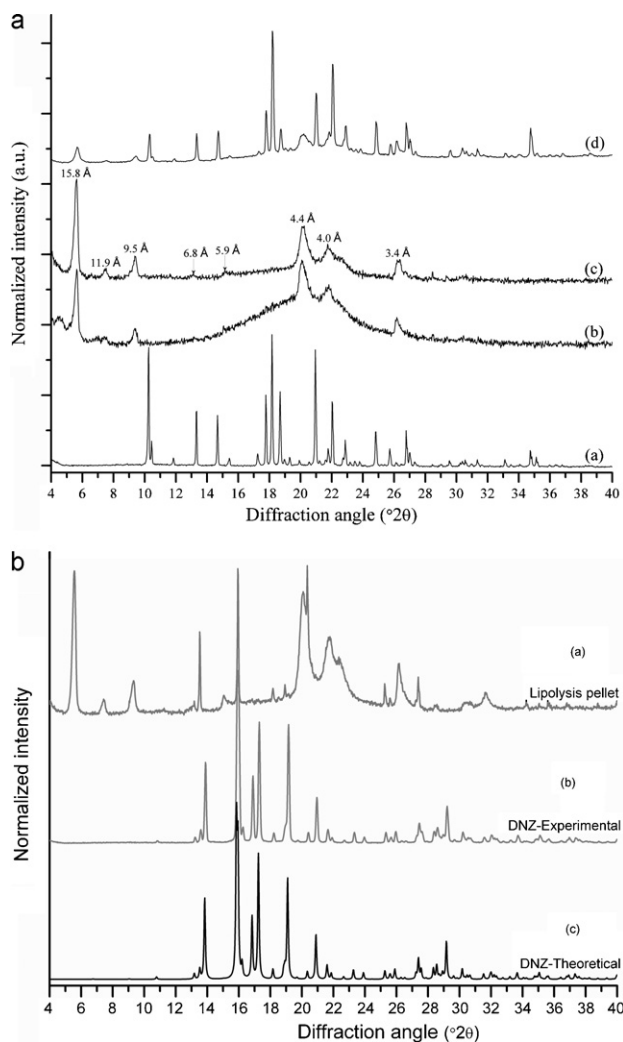 a
Normalized intensity (a.u.)
(d)
15.8 Å
11.9 Å
9.5 Å
6.8 Å
5.9 Å
4.4 Å
4.0 Å
3.4 Å
(c)
(b)
(a)
4 6 8 10 12 14 16 18 20 22 24 26 28 30 32 34 36 38 40
Diffraction angle (°2θ)
b
Normalized intensity
(a)
Lipolysis pellet
(b)
DNZ-Experimental
(c)
DNZ-Theoretical
4 6 8 10 12 14 16 18 20 22 24 26 28 30 32 34 36 38 40
Diffraction angle (°2θ)